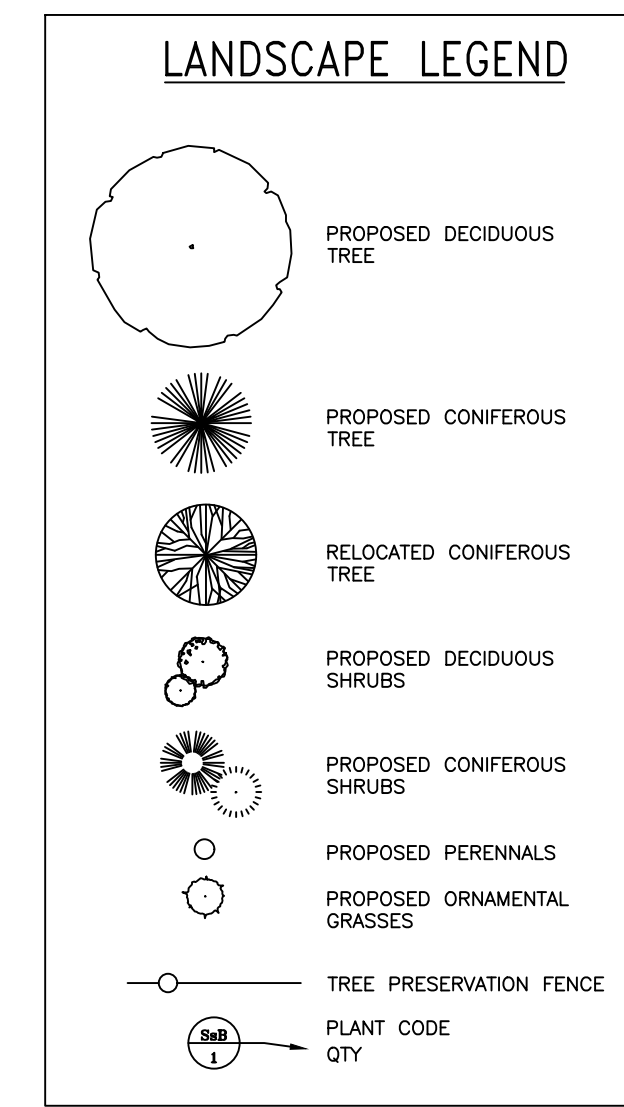 LANDSCAPE LEGEND
PROPOSED DECIDUOUS
TREE
PROPOSED CONIFEROUS
TREE
RELOCATED CONIFEROUS
TREE
PROPOSED DECIDUOUS
SHRUBS
PROPOSED CONIFEROUS
SHRUBS
PROPOSED PERENNALS
PROPOSED ORNAMENTAL
GRASSES
TREE PRESERVATION FENCE
SsB
1
PLANT CODE
QTY